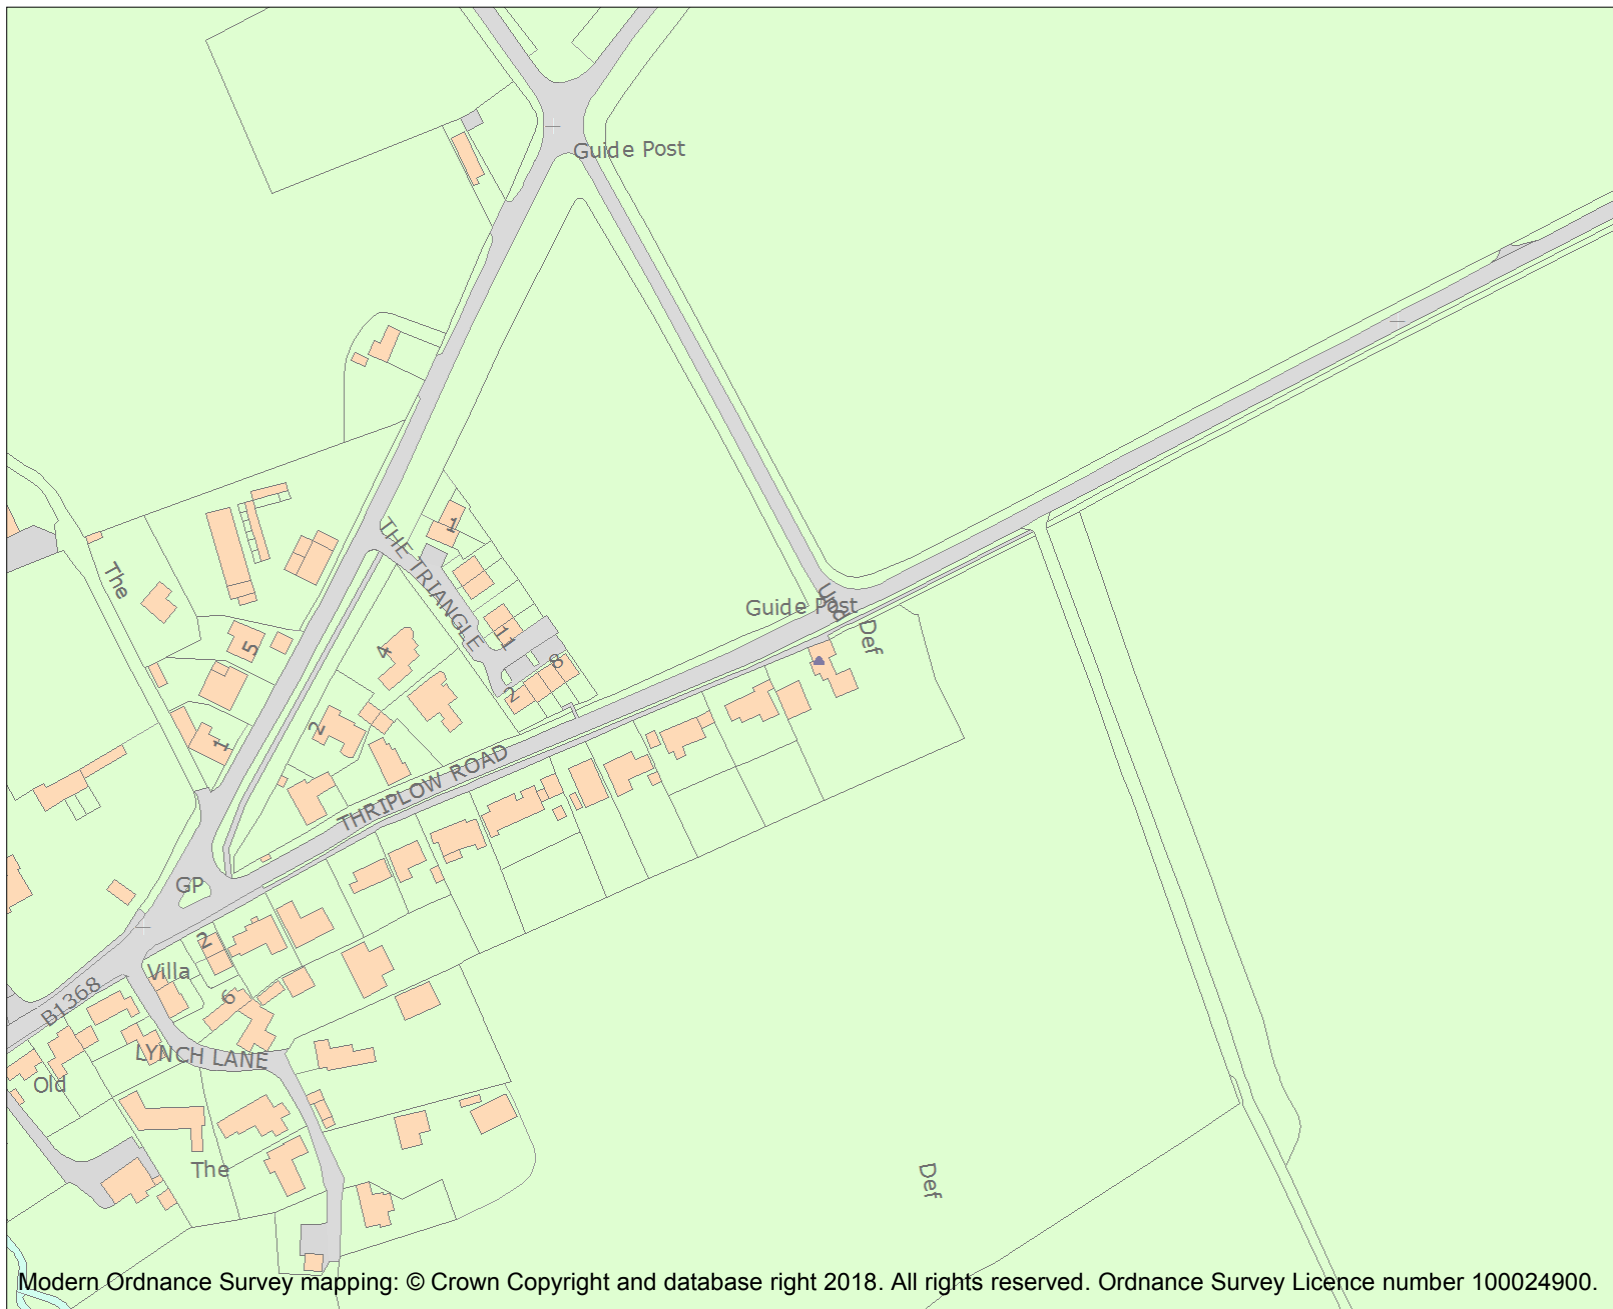 Guide Post
THE TRIANGLE
1
The
Guide Post
Und
Def
11
5
4
8
2
2
1
THRIPLOW ROAD
GP
2
Villa
6
B1368
LYNCH LANE
Old
The
Def
Modern Ordnance Survey mapping: © Crown Copyright and database right 2018. All rights reserved. Ordnance Survey Licence number 100024900.